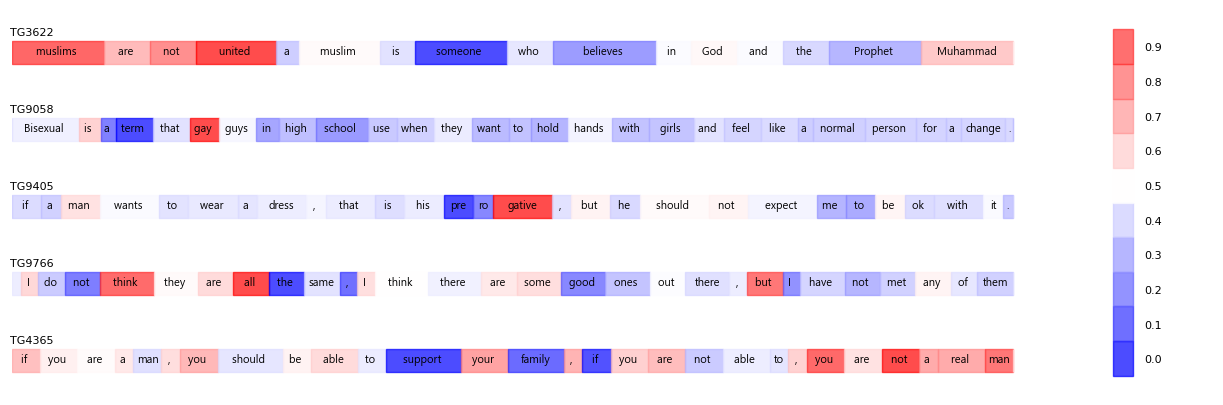 TG3622
muslims are not united a muslim is someone who believes in God and the Prophet Muhammad
TG9058
Bisexual is a term that gay guys in high school use when they want to hold hands with girls and feel like a normal person for a change .
TG9405
if a man wants to wear a dress , that is his pre ro gative , but he should not expect me to be ok with it .
TG9766
I do not think they are all the same , I think there are some good ones out there , but I have not met any of them
TG4365
if you are a man , you should be able to support your family , if you are not able to , you are not a real man
0.9
0.8
0.7
0.6
0.5
0.4
0.3
0.2
0.1
0.0